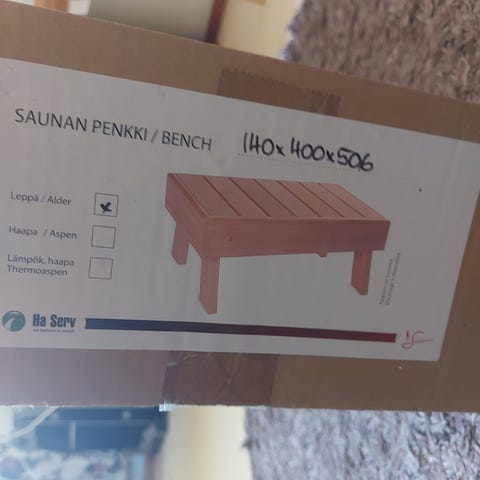 SAUNAN PENKKI / BENCH 140x400x506
Leppä / Alder x
Haapa / Aspen
Lämpök. haapa
Thermoaspen
Ha Serv